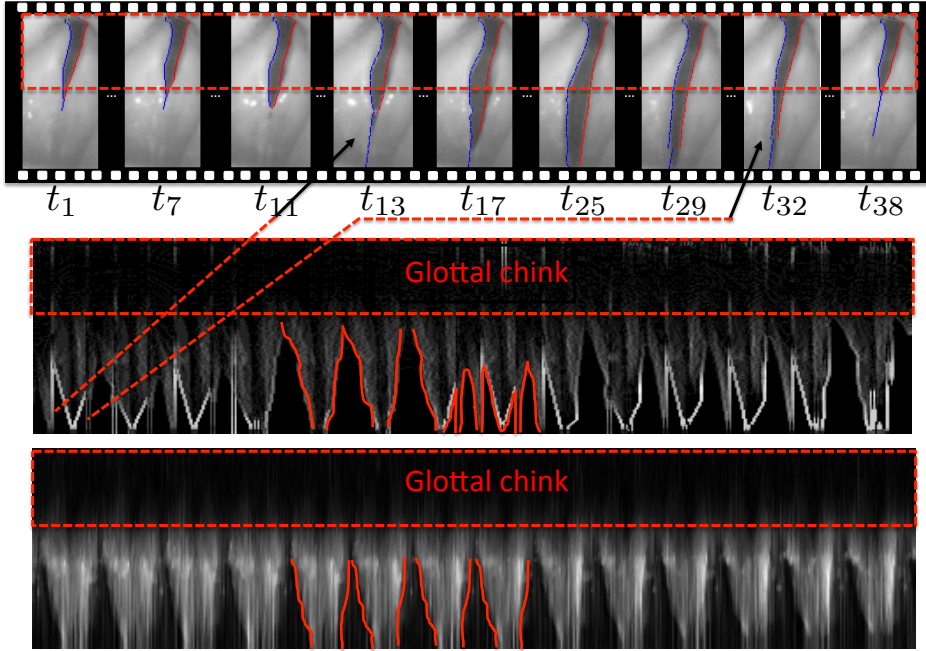 ... ... ... ... ... ... ... ...
t₁ t₇ t₁₁ t₁₃ t₁₇ t₂₅ t₂₉ t₃₂ t₃₈
Glottal chink
Glottal chink